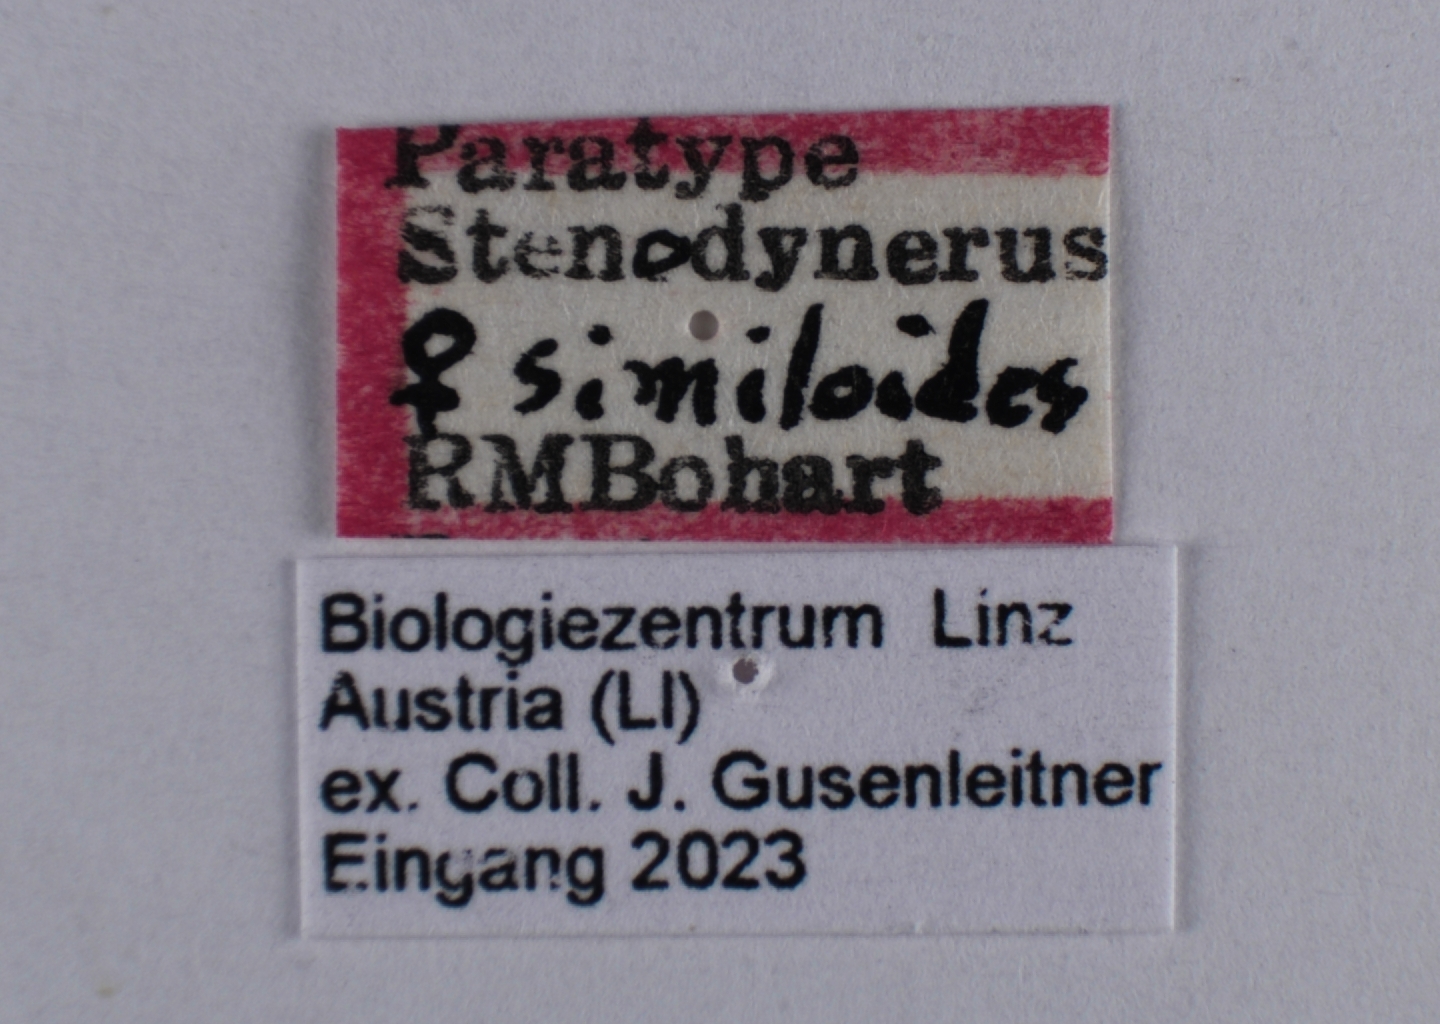 Paratype
Stenodynerus
♀ similoides
RMBohart
Biologiezentrum Linz
Austria (LI)
ex. Coll. J. Gusenleitner
Eingang 2023